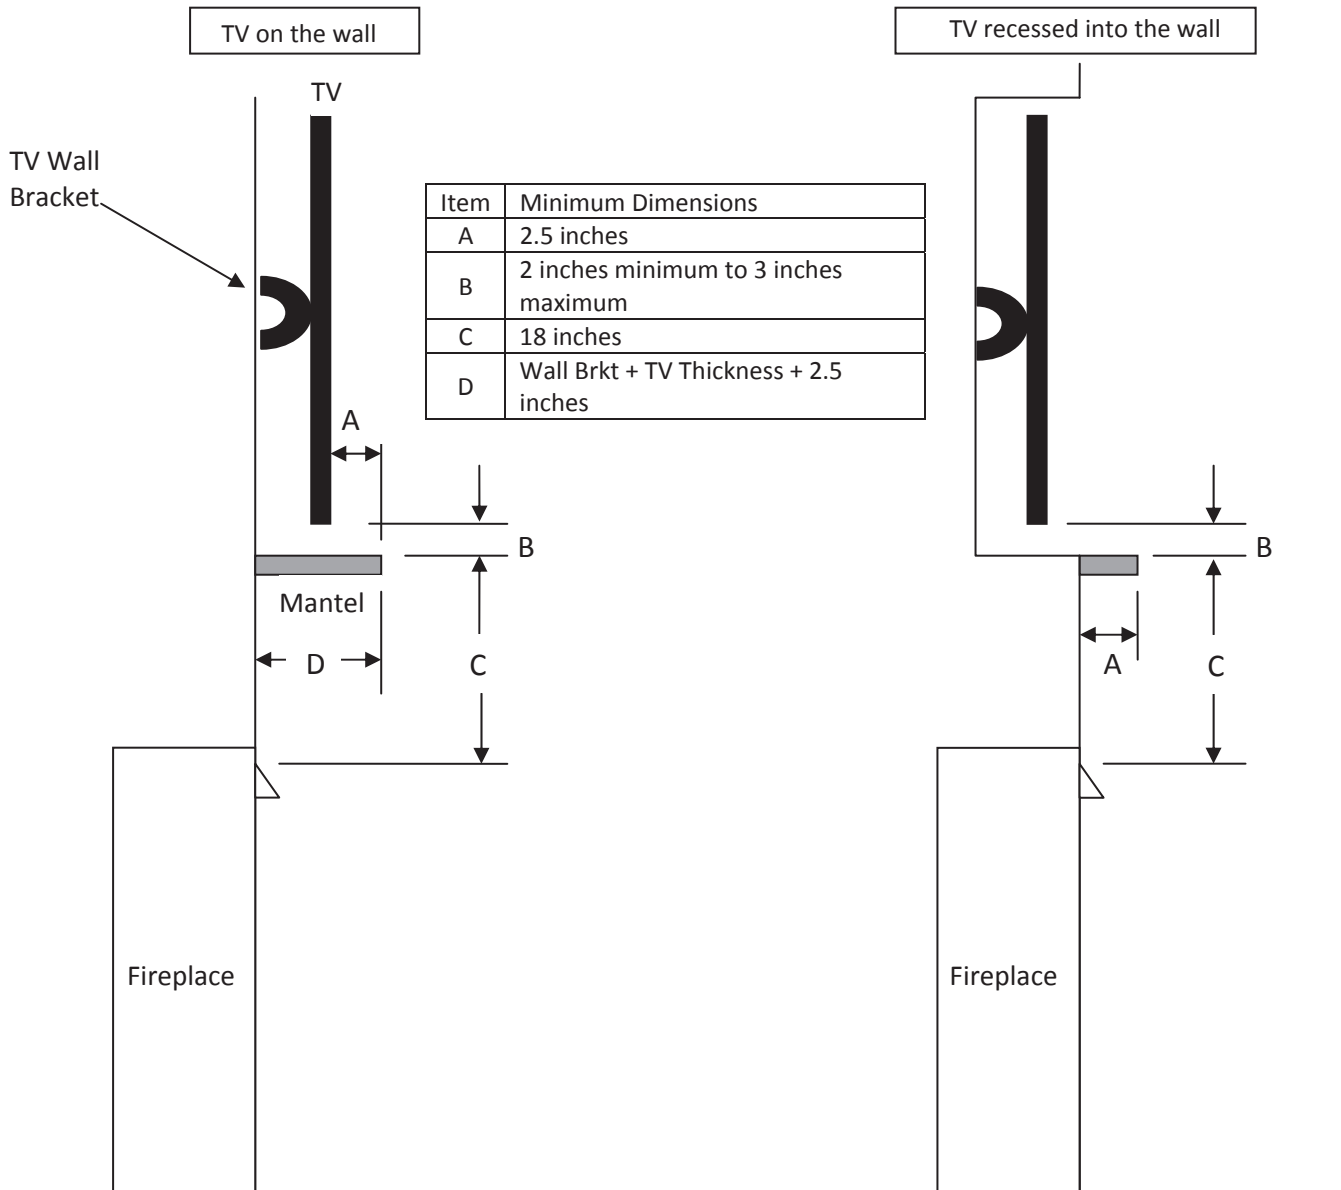 TV on the wall
TV recessed into the wall
TV
TV Wall
Bracket
Item Minimum Dimensions
A 2.5 inches
B 2 inches minimum to 3 inches
maximum
C 18 inches
D Wall Brkt + TV Thickness + 2.5
inches
A
B
Mantel
D
C
Fireplace
B
A
C
Fireplace